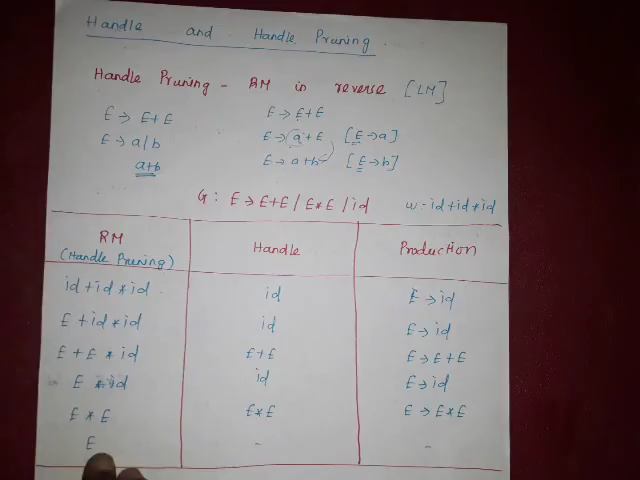 Handle and Handle Pruning.
Handle Pruning - RM in reverse [LM]
E → E+E E → E+E
E → a/b E → a + E [E → a]
a+b E → a+b [E → b]
G: E → E+E / E*E / id w=id+id*id
RM Handle Production
(Handle Pruning)
id + id * id id E → id
E + id * id id E → id
E + E * id E+E E → E+E
E * id id E → id
E * E E*E E → E*E
E - -